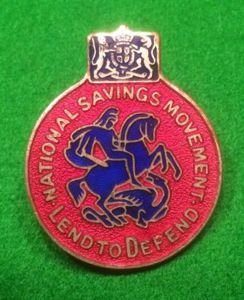 NATIONAL SAVINGS MOVEMENT
LEND TO DEFEND